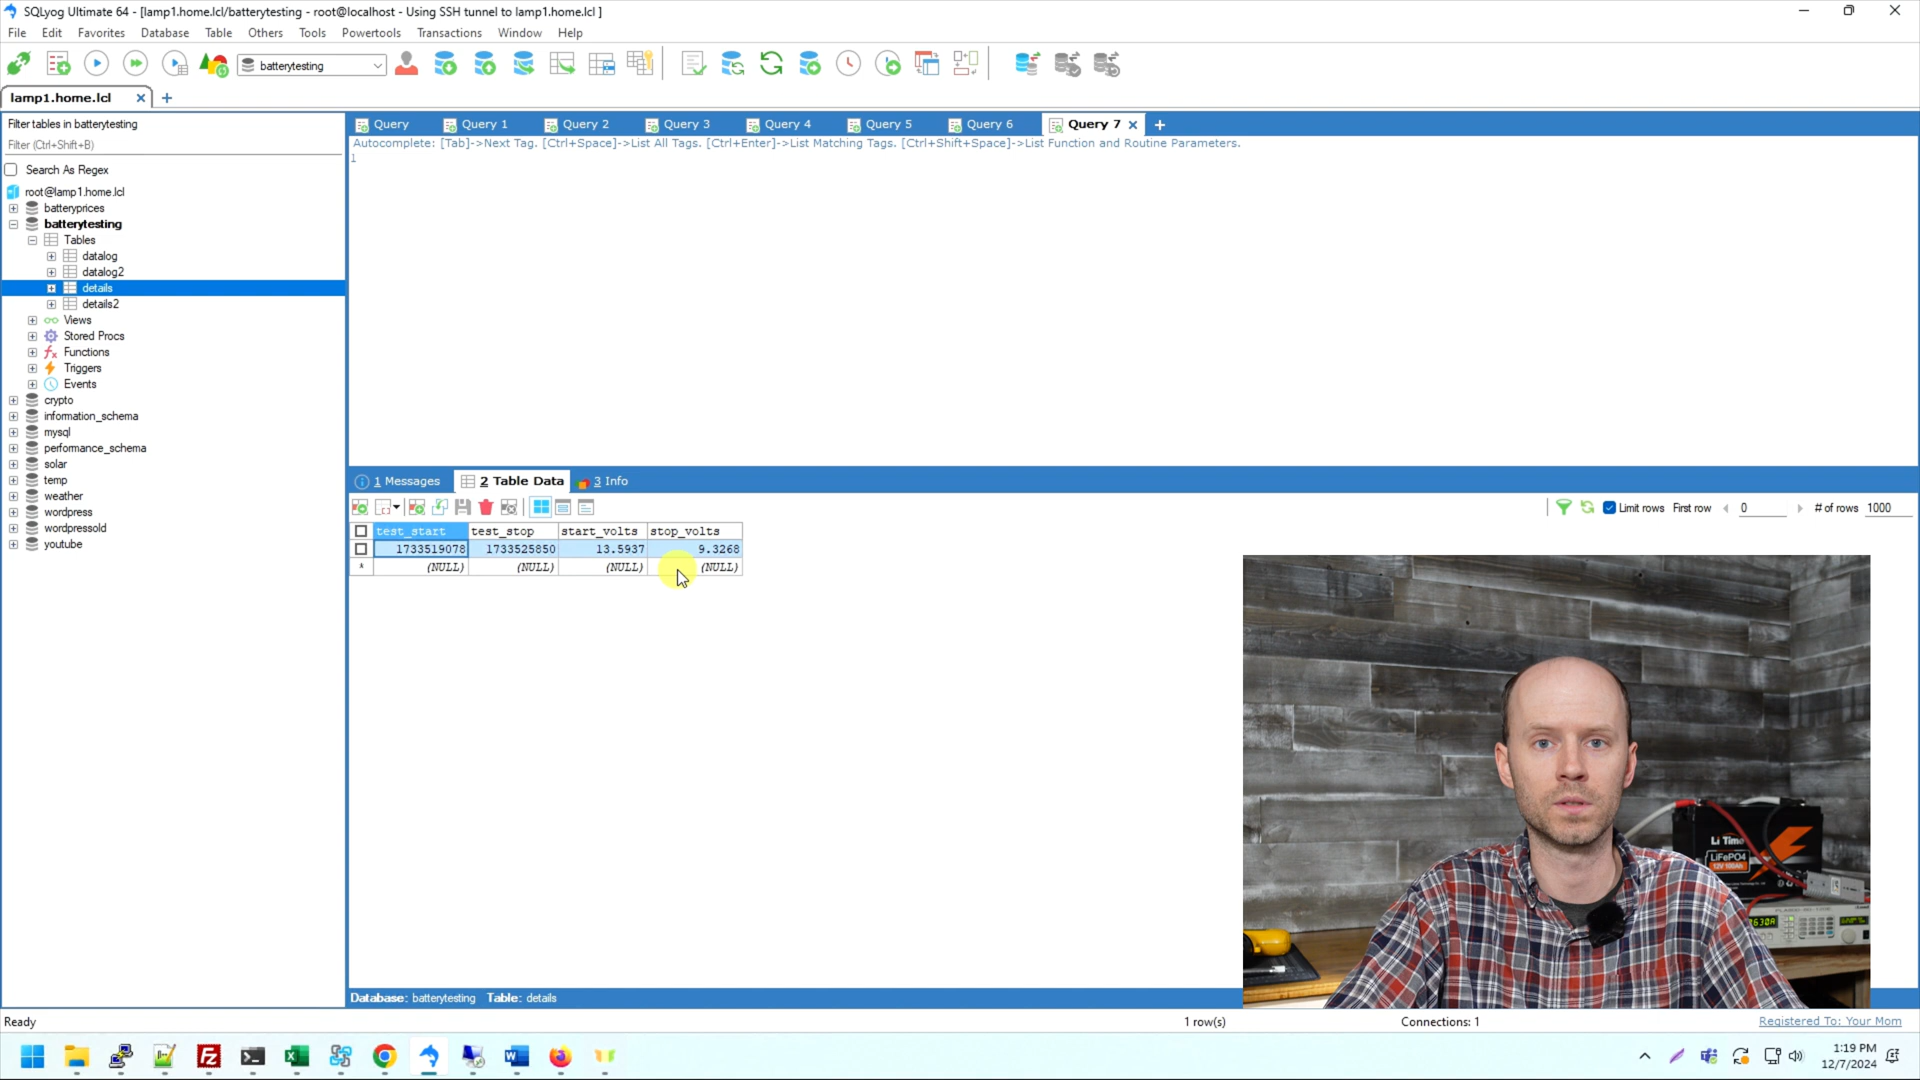 SQLyog Ultimate 64 - [lamp1.home.lcl/batterytesting - root@localhost - Using SSH tunnel to lamp1.home.lcl ]
File Edit Favorites Database Table Others Tools Powertools Transactions Window Help
batterytesting
lamp1.home.lcl
Filter tables in batterytesting
Filter (Ctrl+Shift+B)
Search As Regex
root@lamp1.home.lcl
batteryprices
batterytesting
Tables
datalog
datalog2
details
details2
Views
Stored Procs
Functions
Triggers
Events
crypto
information_schema
mysql
performance_schema
solar
temp
weather
wordpress
wordpressold
youtube
Query Query 1 Query 2 Query 3 Query 4 Query 5 Query 6 Query 7
Autocomplete: [Tab]->Next Tag. [Ctrl+Space]->List All Tags. [Ctrl+Enter]->List Matching Tags. [Ctrl+Shift+Space]->List Function and Routine Parameters.
1
1 Messages 2 Table Data 3 Info
Limit rows First row 0 # of rows 1000
test_start test_stop start_volts stop_volts
1733519078 1733525850 13.5937 9.3268
* (NULL) (NULL) (NULL) (NULL)
Li Time
LiFePO4
12V 100Ah
Database: batterytesting Table: details
Ready 1 row(s) Connections: 1 Registered To: Your Mom
1:19 PM
12/7/2024